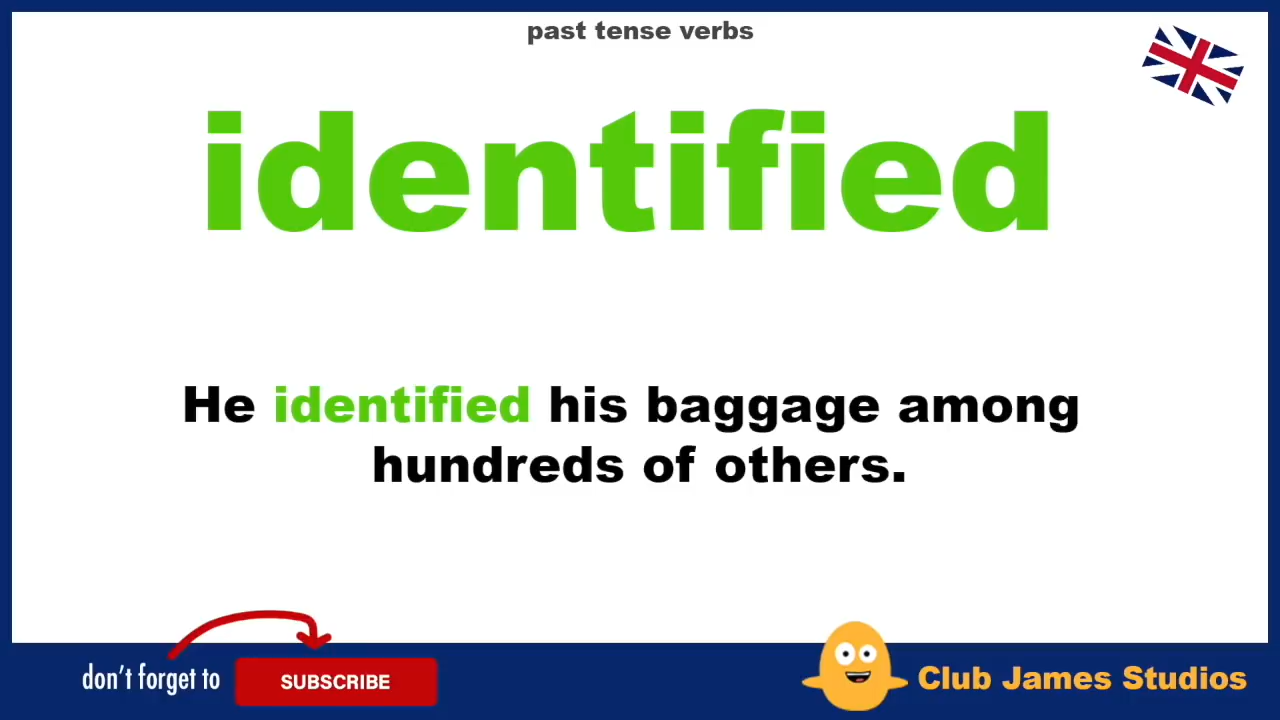 past tense verbs
identified
He identified his baggage among
hundreds of others.
don't forget to
SUBSCRIBE
Club James Studios